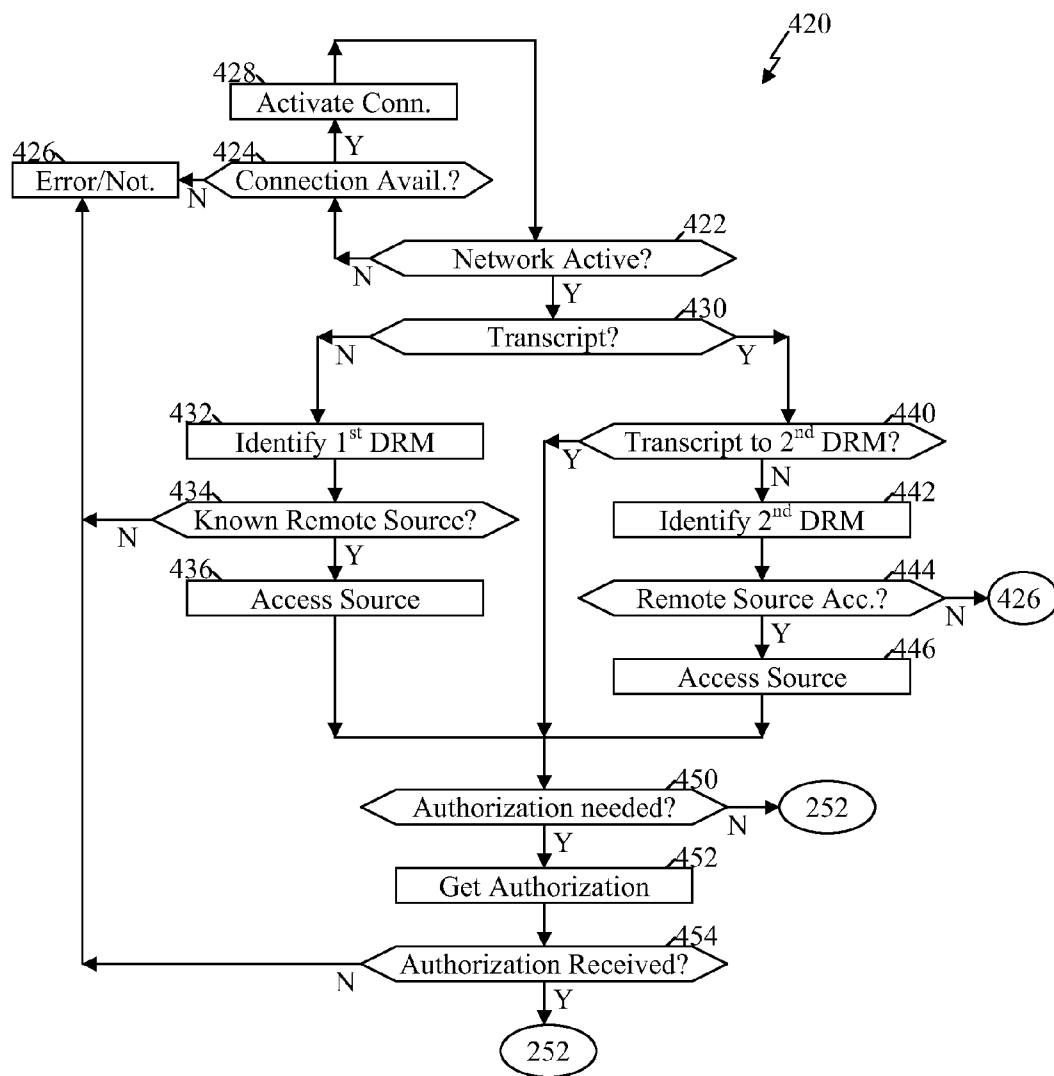 420
428
Activate Conn.
Y
426
424
Error/Not.
N
Connection Avail.?
422
N
Network Active?
Y
430
N
Transcript?
Y
432
440
Identify 1st DRM
Y
Transcript to 2nd DRM?
N
434
442
N
Known Remote Source?
Identify 2nd DRM
Y
436
444
Access Source
Remote Source Acc.?
N
426
Y
446
Access Source
450
Authorization needed?
N
252
Y
452
Get Authorization
454
N
Authorization Received?
Y
252